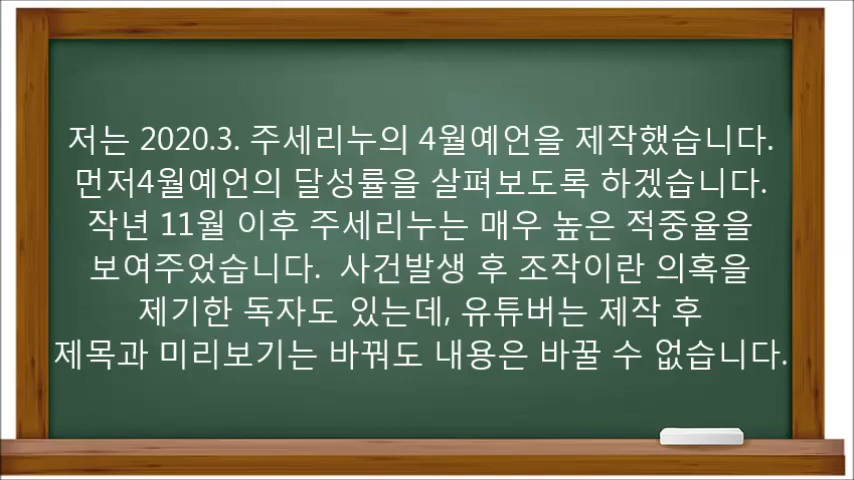 저는 2020.3. 주세리누의 4월예언을 제작했습니다.
먼저4월예언의 달성률을 살펴보도록 하겠습니다.
작년 11월 이후 주세리누는 매우 높은 적중율을
보여주었습니다. 사건발생 후 조작이란 의혹을
제기한 독자도 있는데, 유튜버는 제작 후
제목과 미리보기는 바꿔도 내용은 바꿀 수 없습니다.